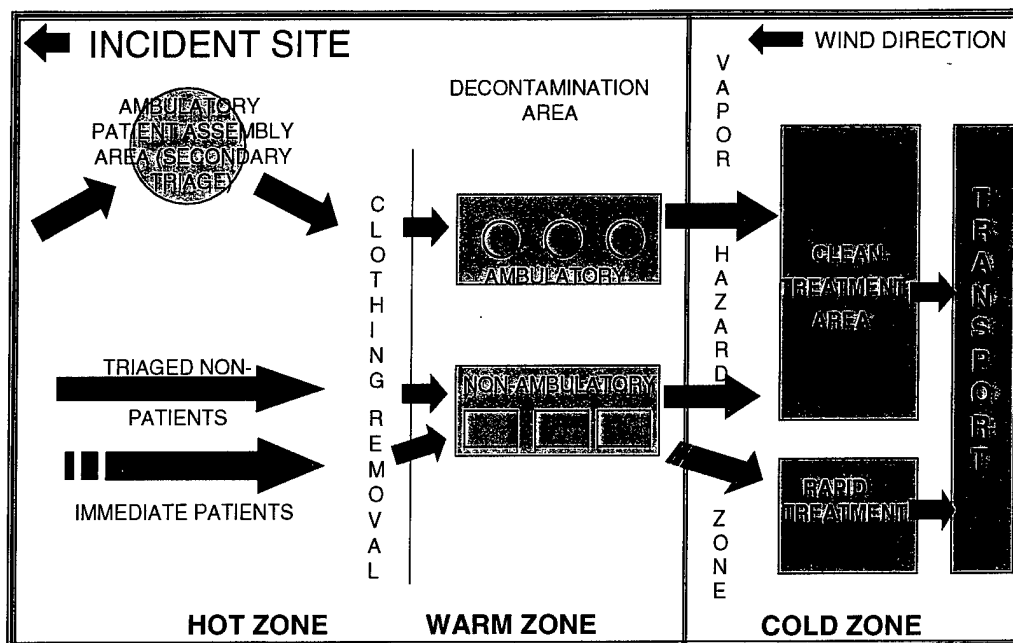 INCIDENT SITE
WIND DIRECTION
AMBULATORY
PATIENT ASSEMBLY
AREA (SECONDARY
TRIAGE)
DECONTAMINATION
AREA
CLOTHING REMOVAL
AMBULATORY
NON-AMBULATORY
VAPOR HAZARD ZONE
CLEAN-
TREATMENT
AREA
TRANSPORT
TRIAGED NON-
PATIENTS
IMMEDIATE PATIENTS
RAPID
TREATMENT
HOT ZONE
WARM ZONE
COLD ZONE